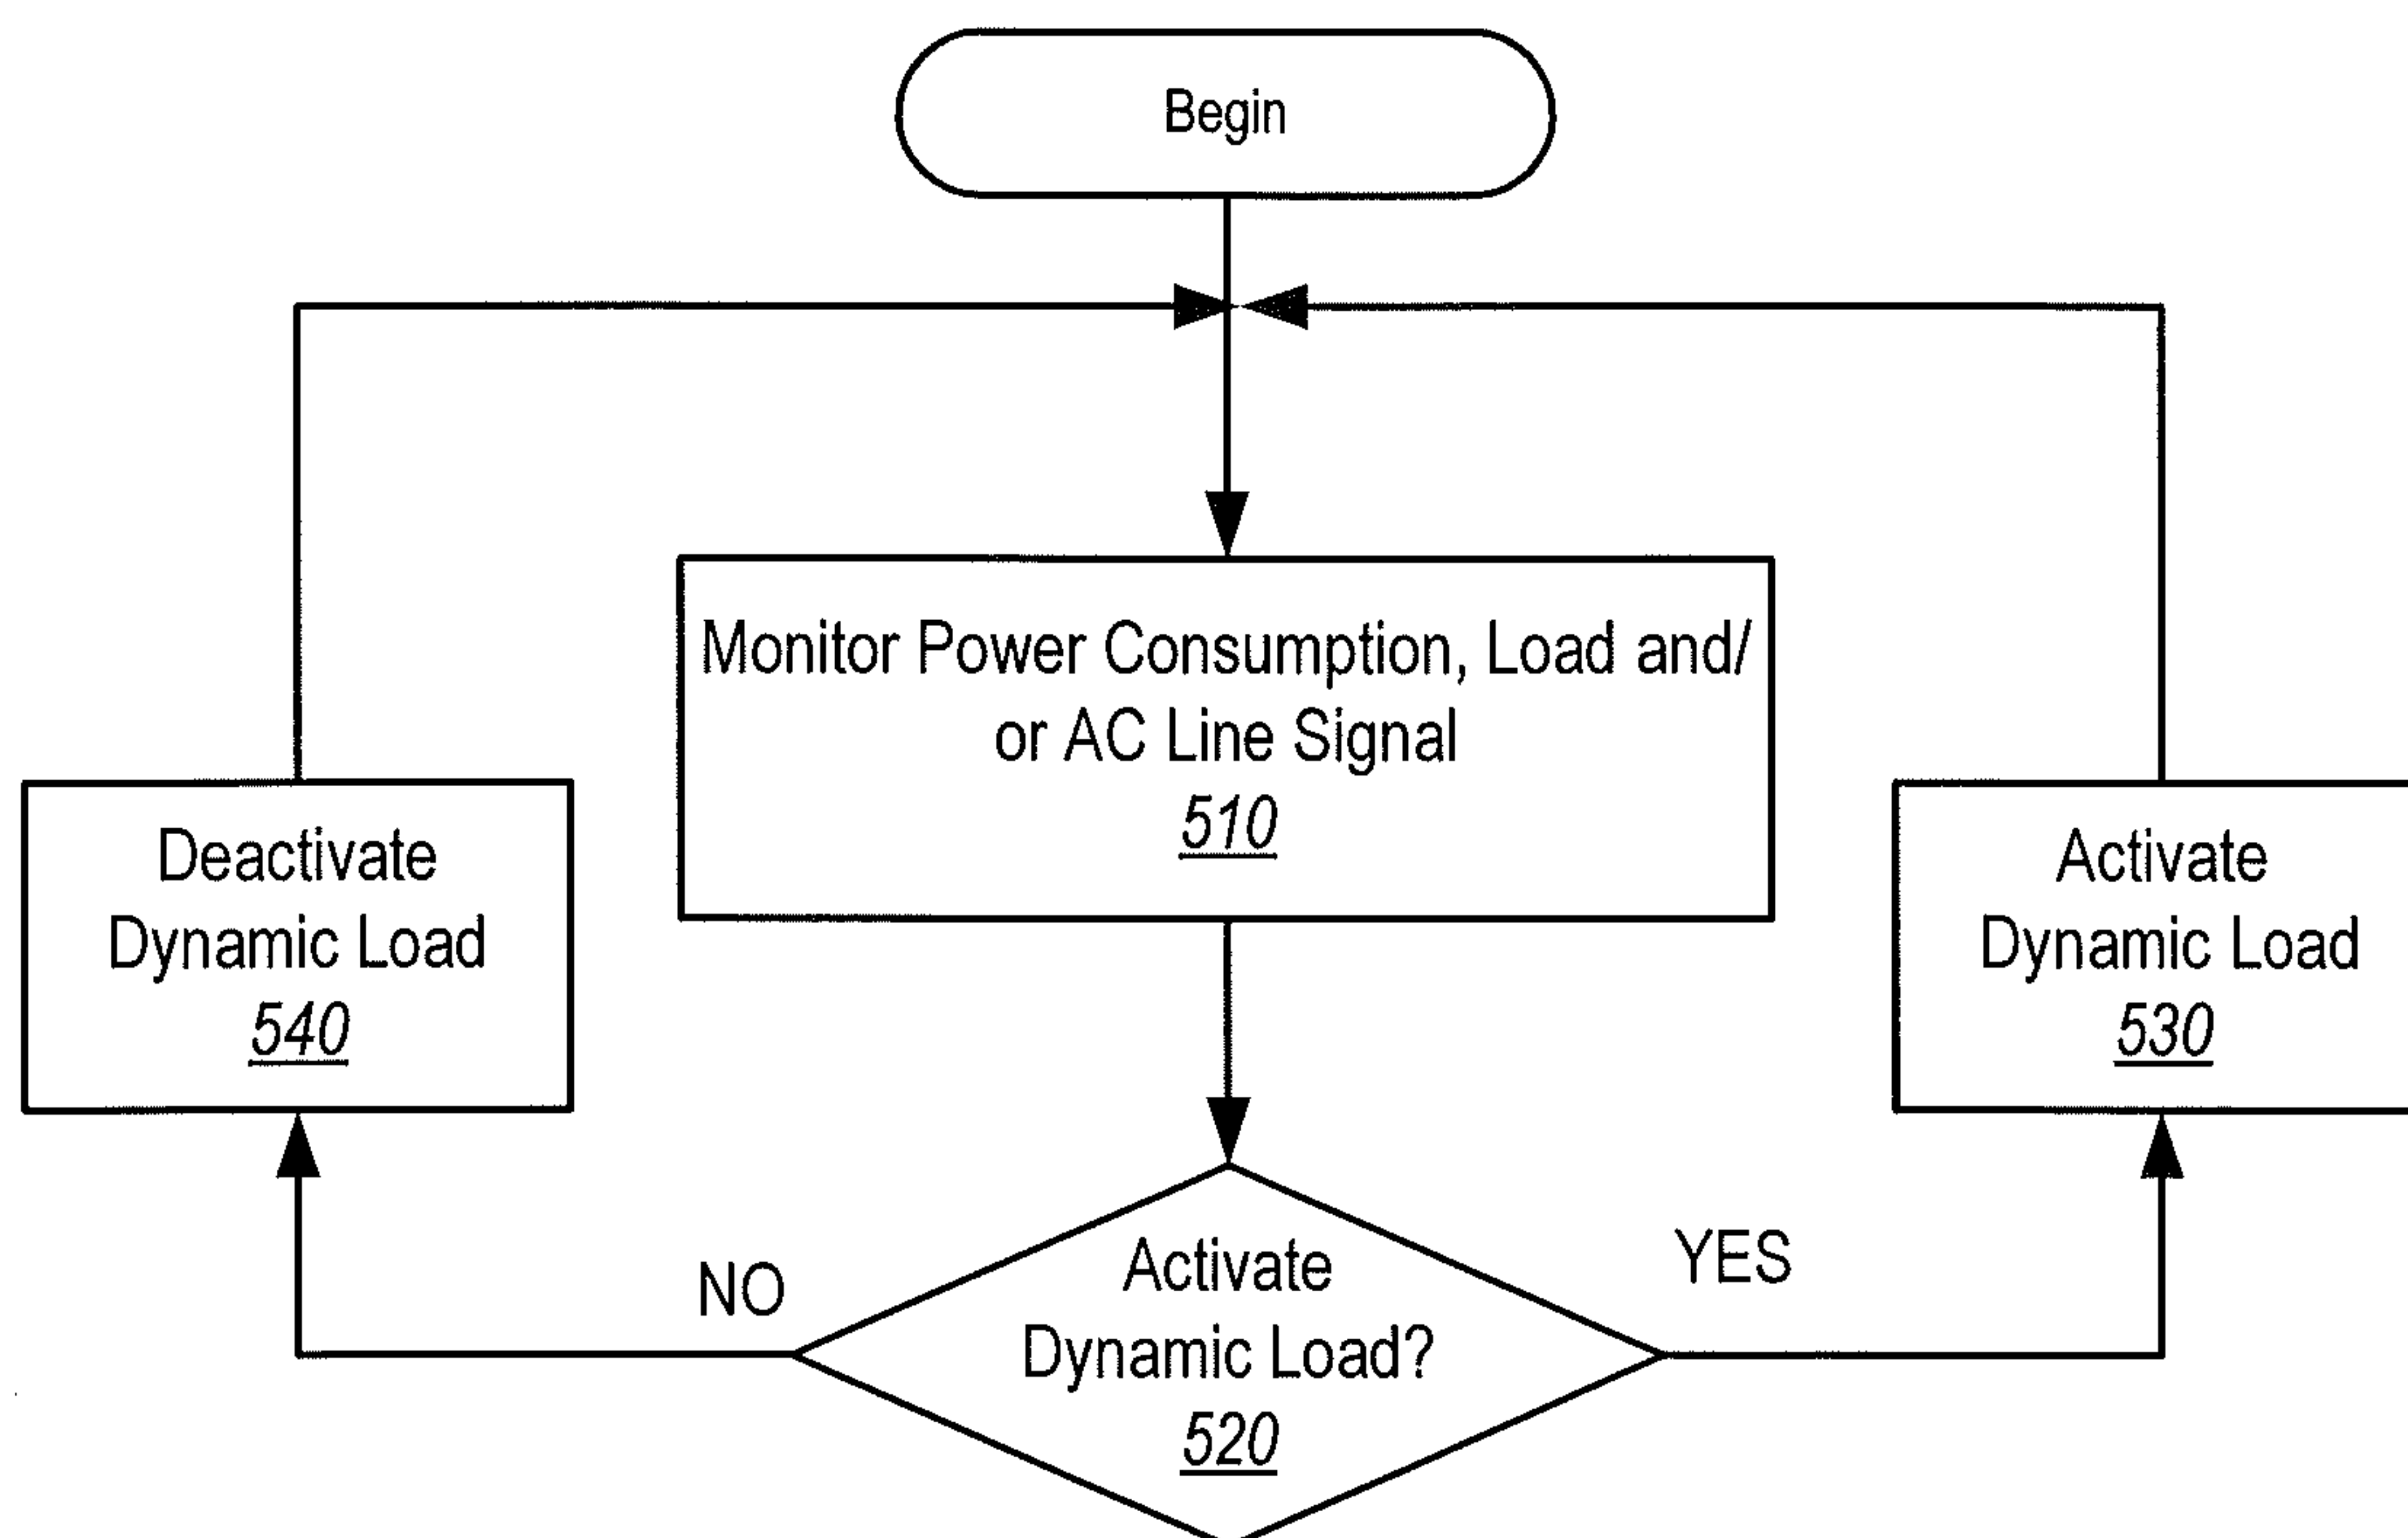 Begin
Monitor Power Consumption, Load and/
or AC Line Signal
510
Deactivate
Dynamic Load
540
Activate
Dynamic Load
530
NO
Activate
Dynamic Load?
520
YES